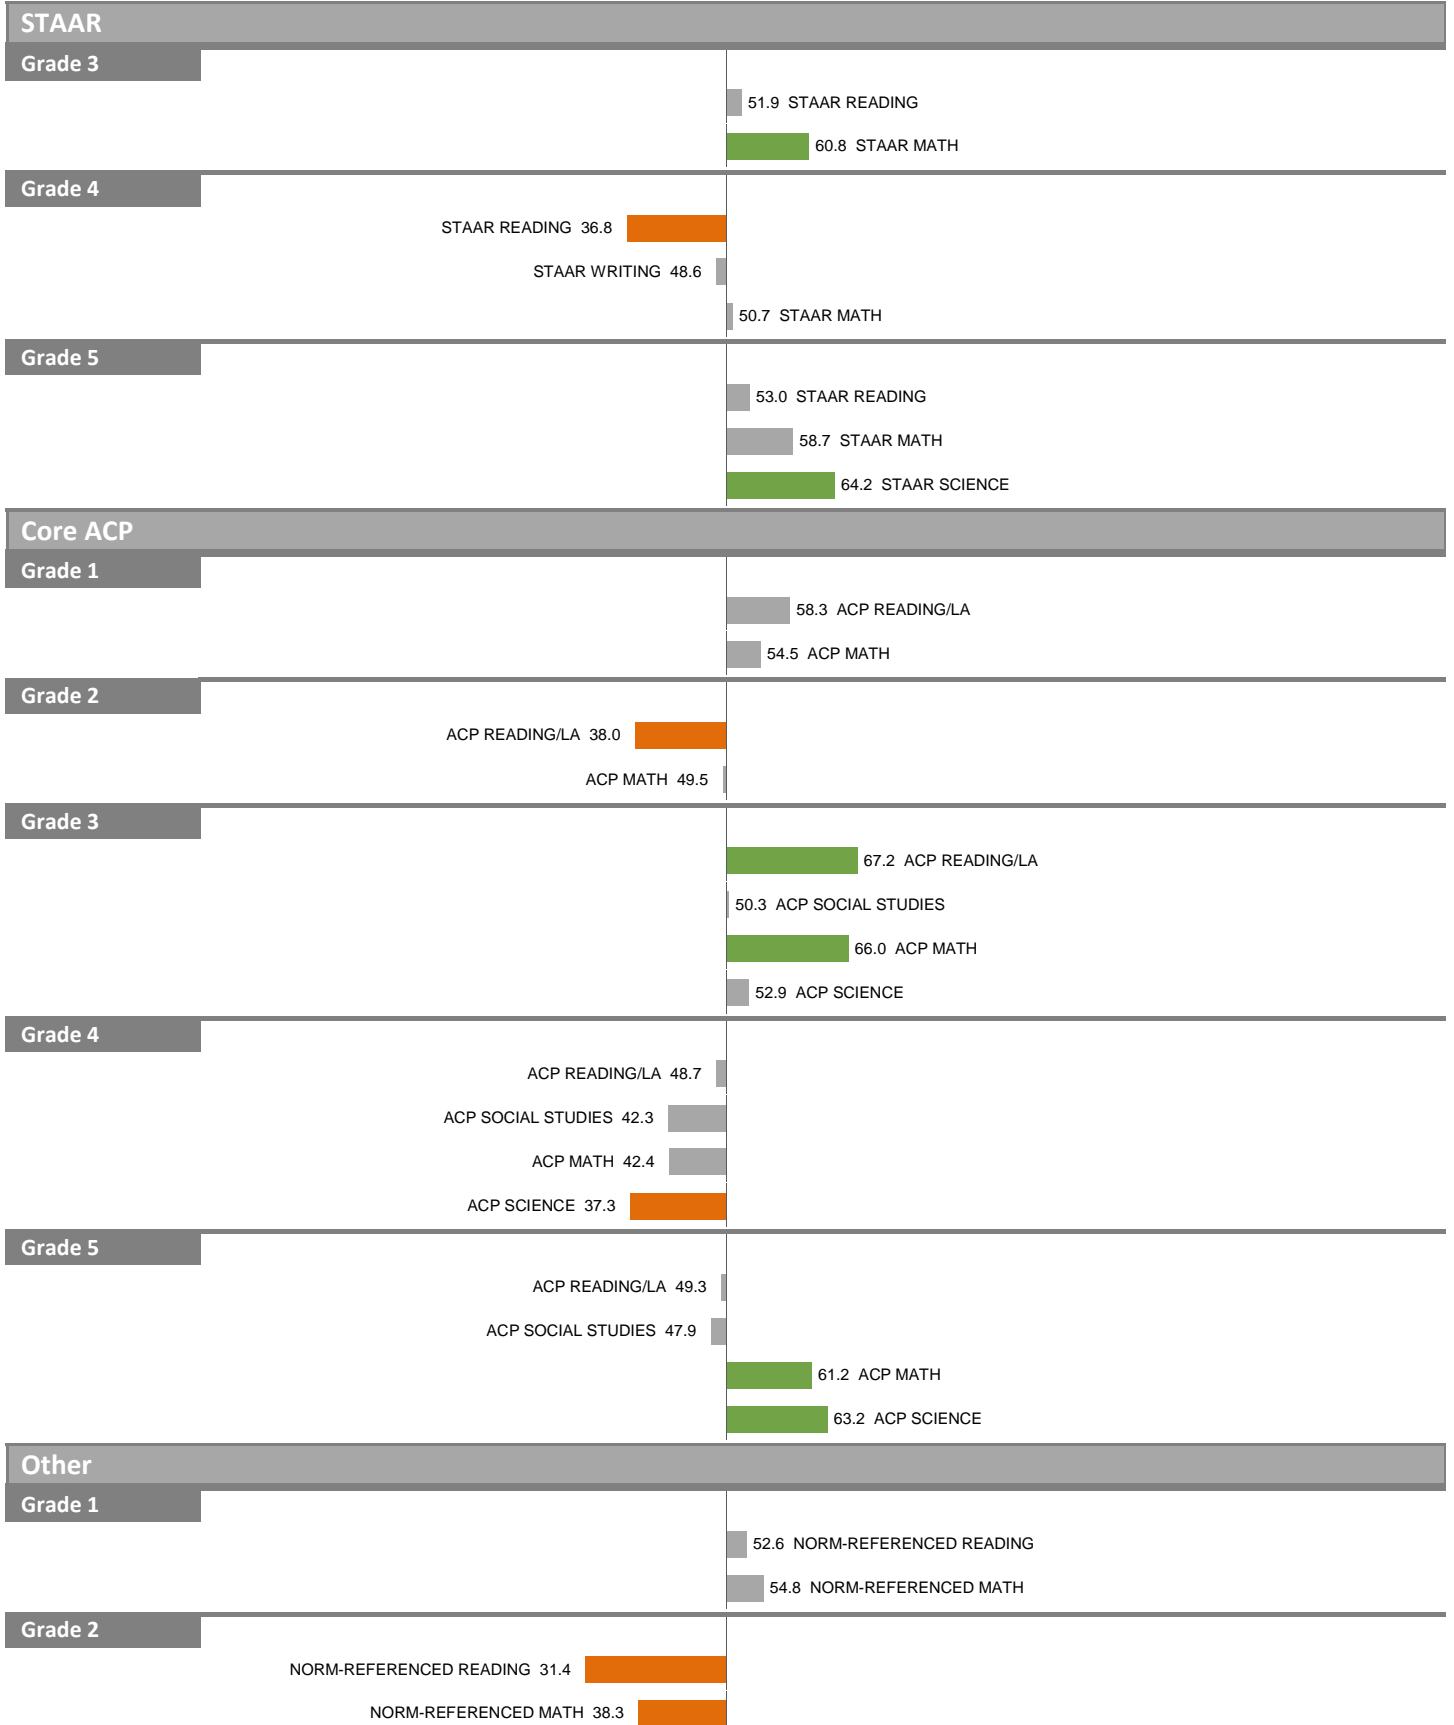 STAAR
Grade 3
51.9 STAAR READING
60.8 STAAR MATH
Grade 4
STAAR READING 36.8
STAAR WRITING 48.6
50.7 STAAR MATH
Grade 5
53.0 STAAR READING
58.7 STAAR MATH
64.2 STAAR SCIENCE
Core ACP
Grade 1
58.3 ACP READING/LA
54.5 ACP MATH
Grade 2
ACP READING/LA 38.0
ACP MATH 49.5
Grade 3
67.2 ACP READING/LA
50.3 ACP SOCIAL STUDIES
66.0 ACP MATH
52.9 ACP SCIENCE
Grade 4
ACP READING/LA 48.7
ACP SOCIAL STUDIES 42.3
ACP MATH 42.4
ACP SCIENCE 37.3
Grade 5
ACP READING/LA 49.3
ACP SOCIAL STUDIES 47.9
61.2 ACP MATH
63.2 ACP SCIENCE
Other
Grade 1
52.6 NORM-REFERENCED READING
54.8 NORM-REFERENCED MATH
Grade 2
NORM-REFERENCED READING 31.4
NORM-REFERENCED MATH 38.3